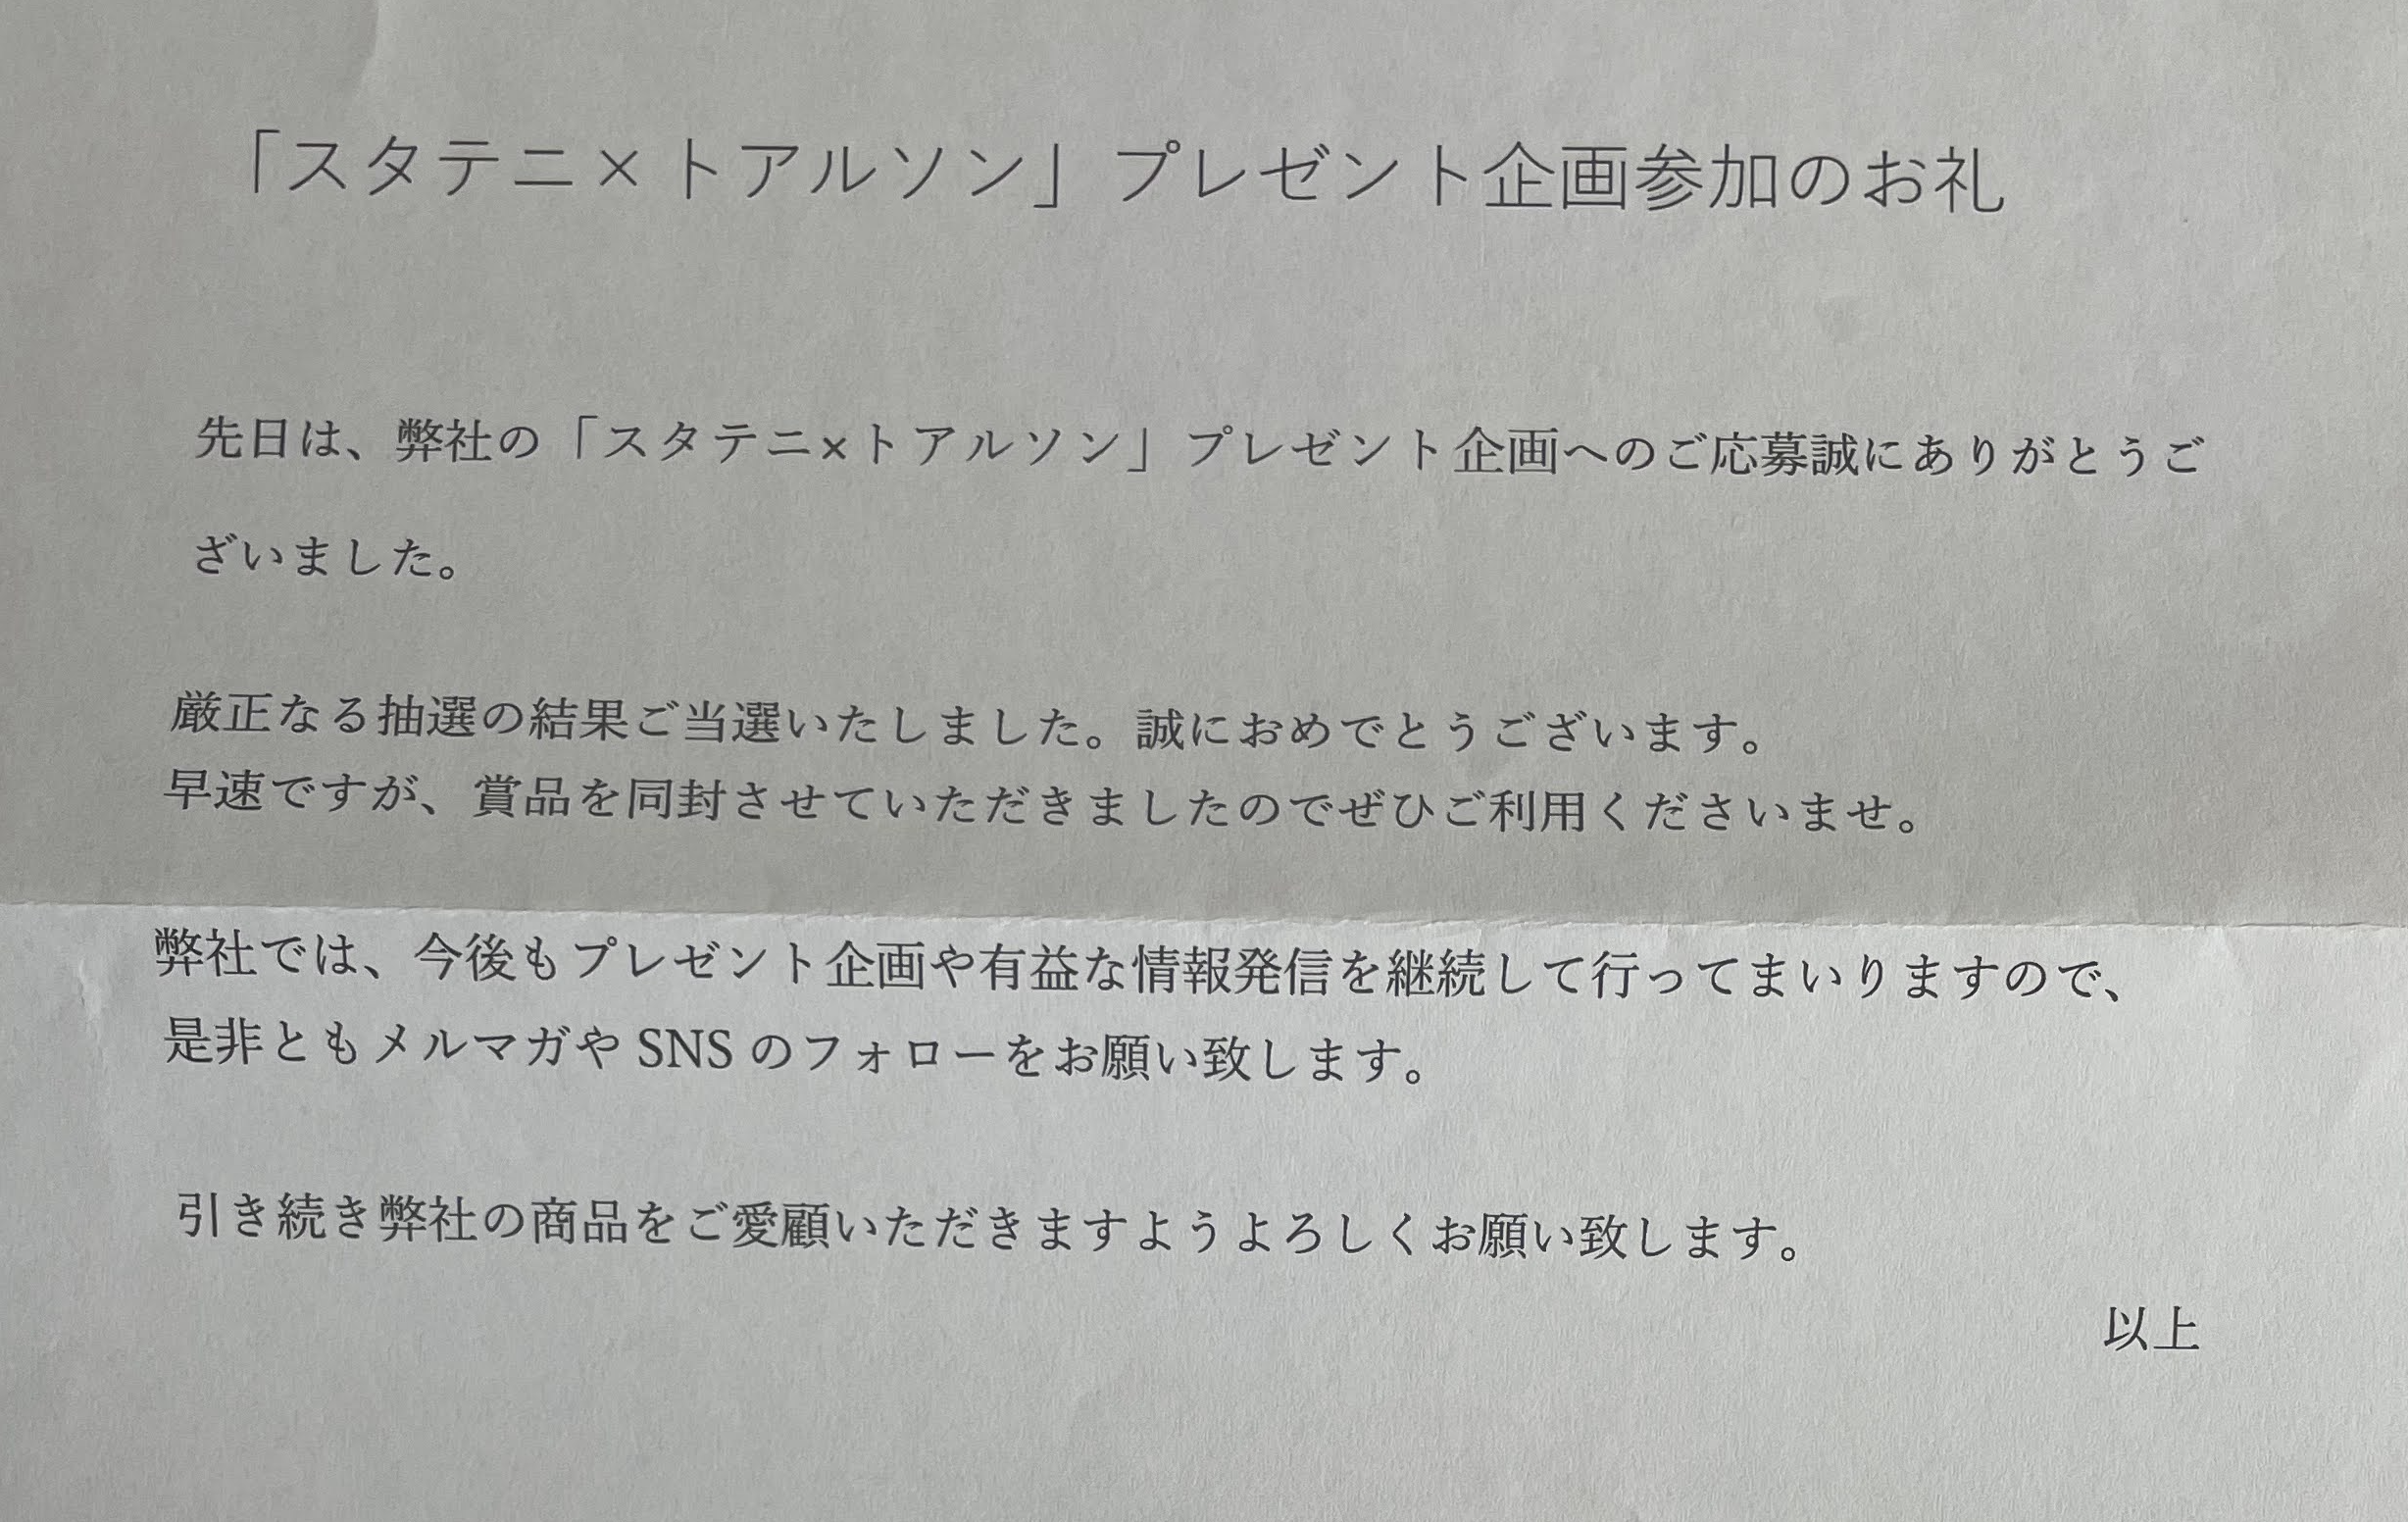 「スタテニ×トアルソン」プレゼント企画参加のお礼
先日は、弊社の「スタテニ×トアルソン」プレゼント企画へのご応募誠にありがとうご
ざいました。
厳正なる抽選の結果ご当選いたしました。誠におめでとうございます。
早速ですが、賞品を同封させていただきましたのでぜひご利用くださいませ。
弊社では、今後もプレゼント企画や有益な情報発信を継続して行ってまいりますので、
是非ともメルマガや SNS のフォローをお願い致します。
引き続き弊社の商品をご愛顧いただきますようよろしくお願い致します。
以上